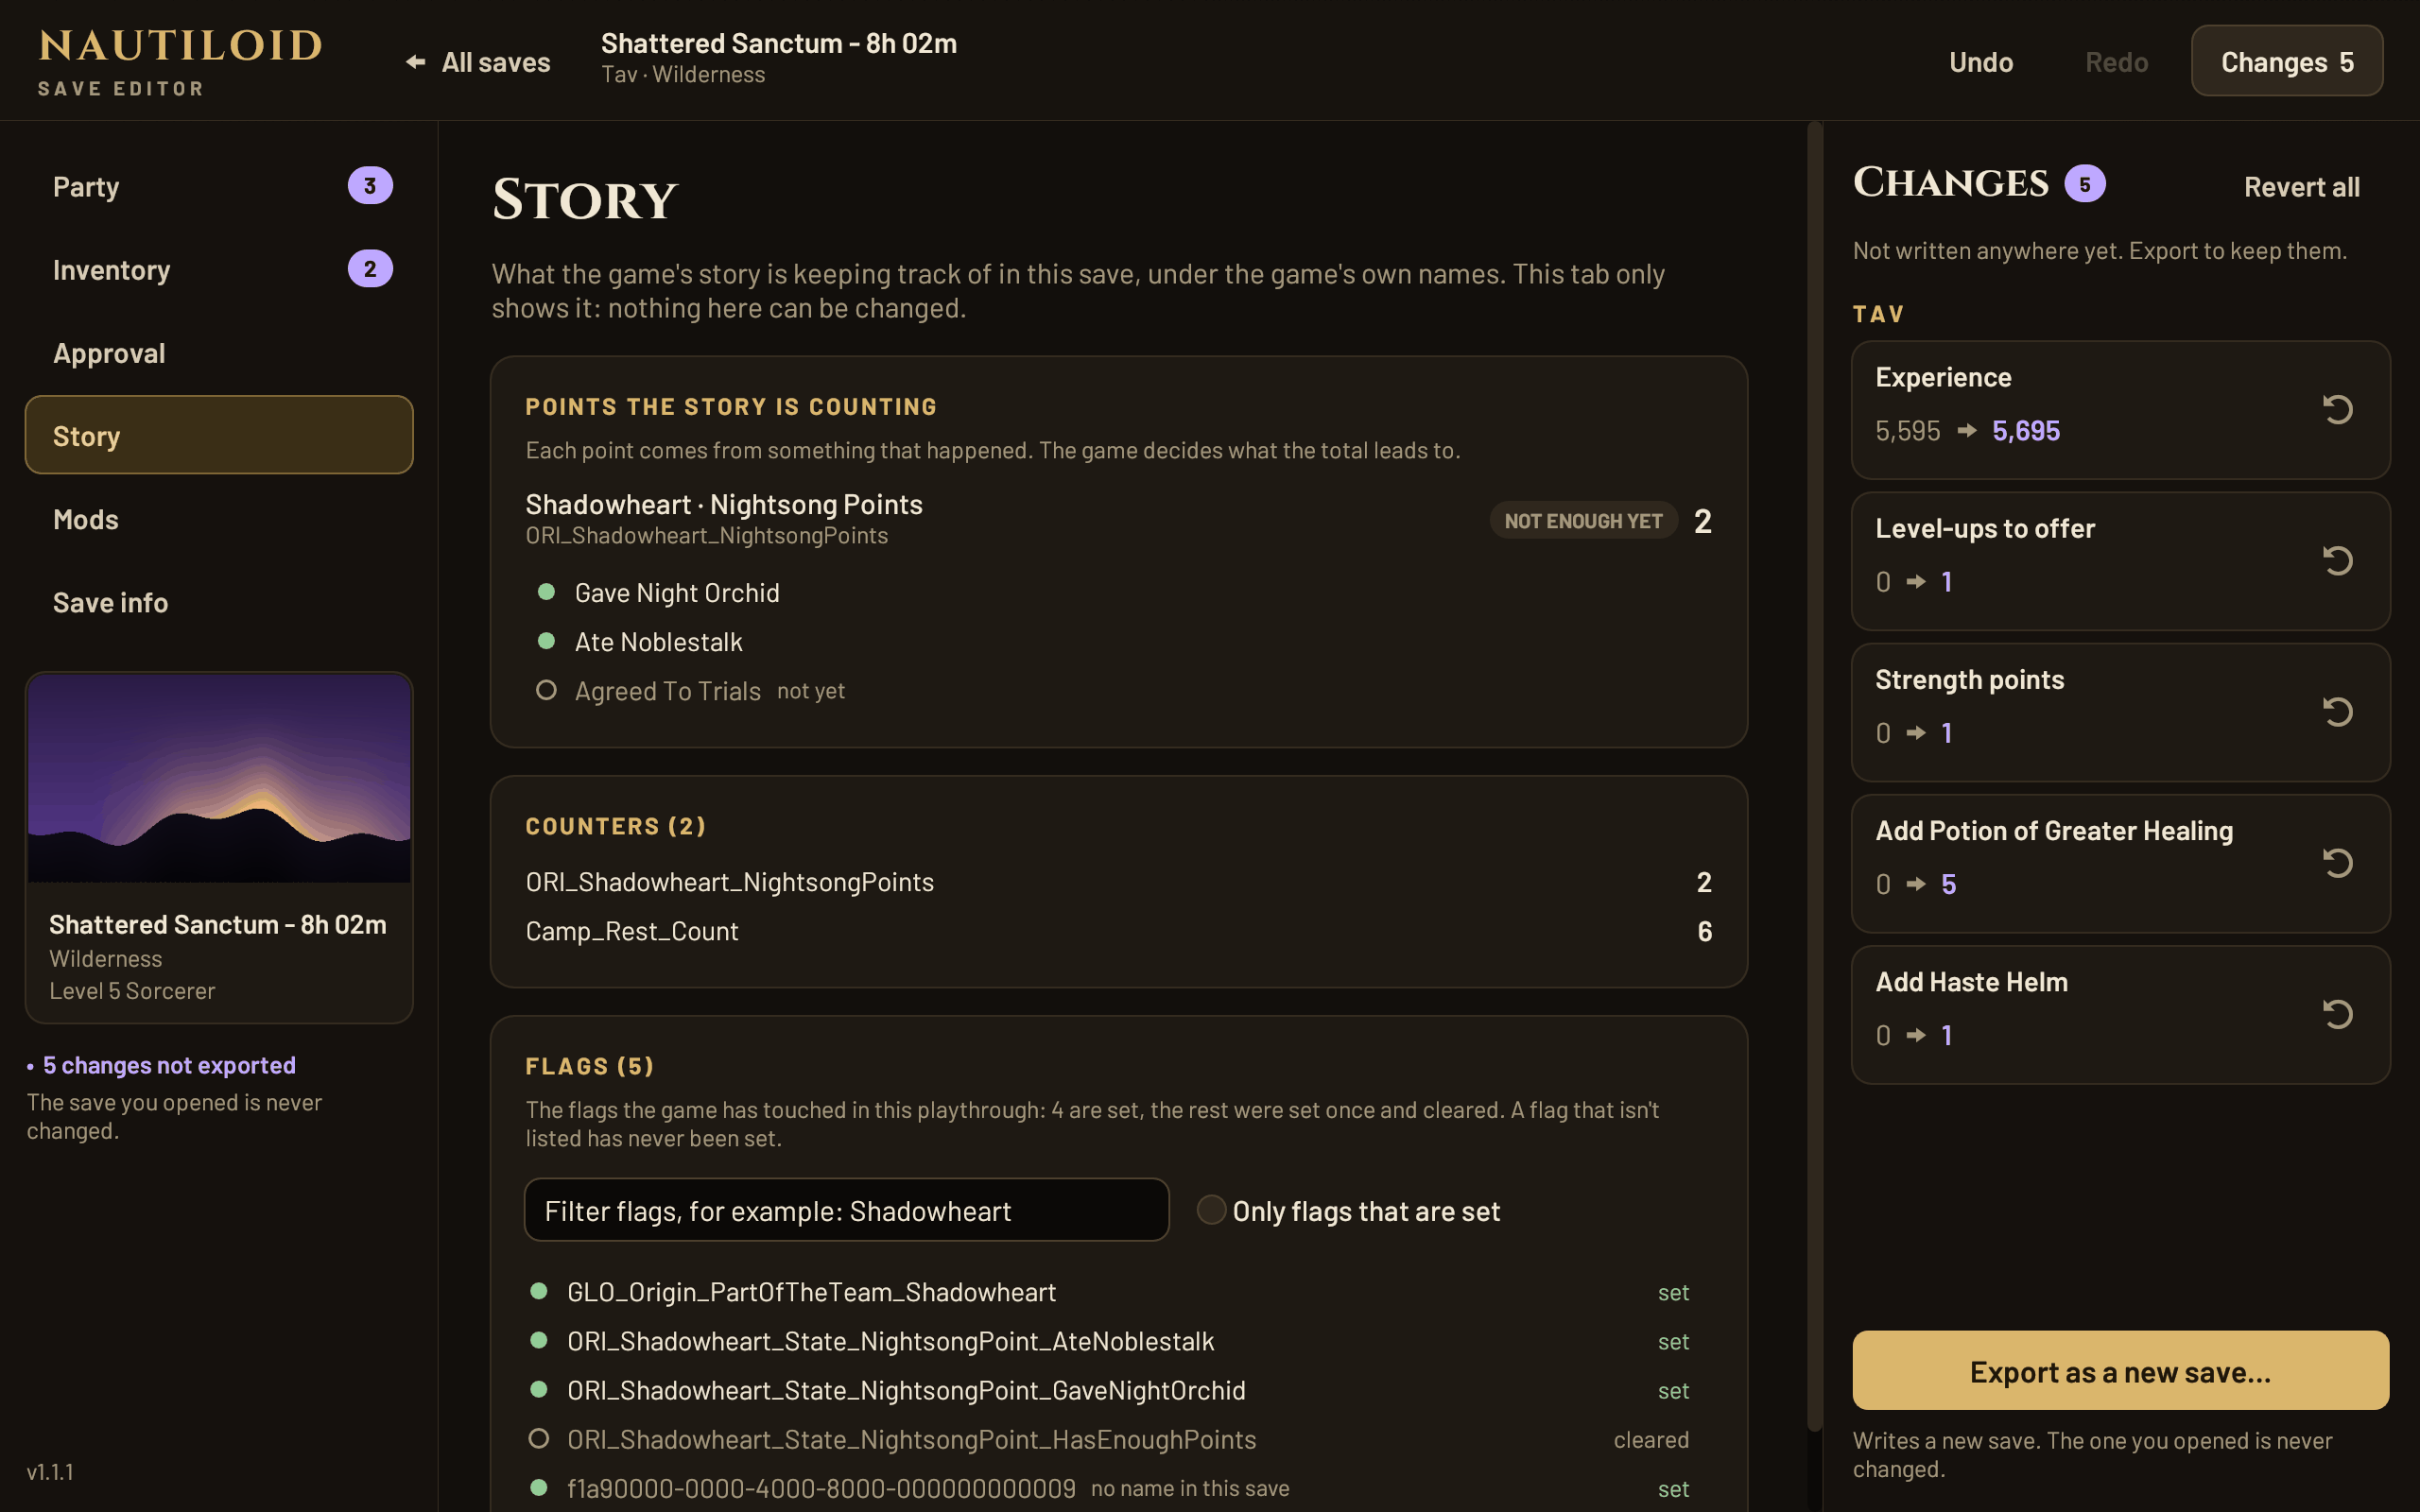 NAUTILOID
SAVE EDITOR
All saves
Shattered Sanctum - 8h 02m
Tav · Wilderness
Undo
Redo
Changes 5
Party 3
Inventory 2
Approval
Story
Mods
Save info
Shattered Sanctum - 8h 02m
Wilderness
Level 5 Sorcerer
• 5 changes not exported
The save you opened is never
changed.
v1.1.1
STORY
What the game's story is keeping track of in this save, under the game's own names. This tab only
shows it: nothing here can be changed.
POINTS THE STORY IS COUNTING
Each point comes from something that happened. The game decides what the total leads to.
Shadowheart · Nightsong Points
ORI_Shadowheart_NightsongPoints
NOT ENOUGH YET 2
Gave Night Orchid
Ate Noblestalk
Agreed To Trials not yet
COUNTERS (2)
ORI_Shadowheart_NightsongPoints 2
Camp_Rest_Count 6
FLAGS (5)
The flags the game has touched in this playthrough: 4 are set, the rest were set once and cleared. A flag that isn't
listed has never been set.
Filter flags, for example: Shadowheart
Only flags that are set
GLO_Origin_PartOfTheTeam_Shadowheart set
ORI_Shadowheart_State_NightsongPoint_AteNoblestalk set
ORI_Shadowheart_State_NightsongPoint_GaveNightOrchid set
ORI_Shadowheart_State_NightsongPoint_HasEnoughPoints cleared
f1a90000-0000-4000-8000-000000000009 no name in this save set
CHANGES 5
Revert all
Not written anywhere yet. Export to keep them.
TAV
Experience
5,595 → 5,695
Level-ups to offer
0 → 1
Strength points
0 → 1
Add Potion of Greater Healing
0 → 5
Add Haste Helm
0 → 1
Export as a new save...
Writes a new save. The one you opened is never
changed.